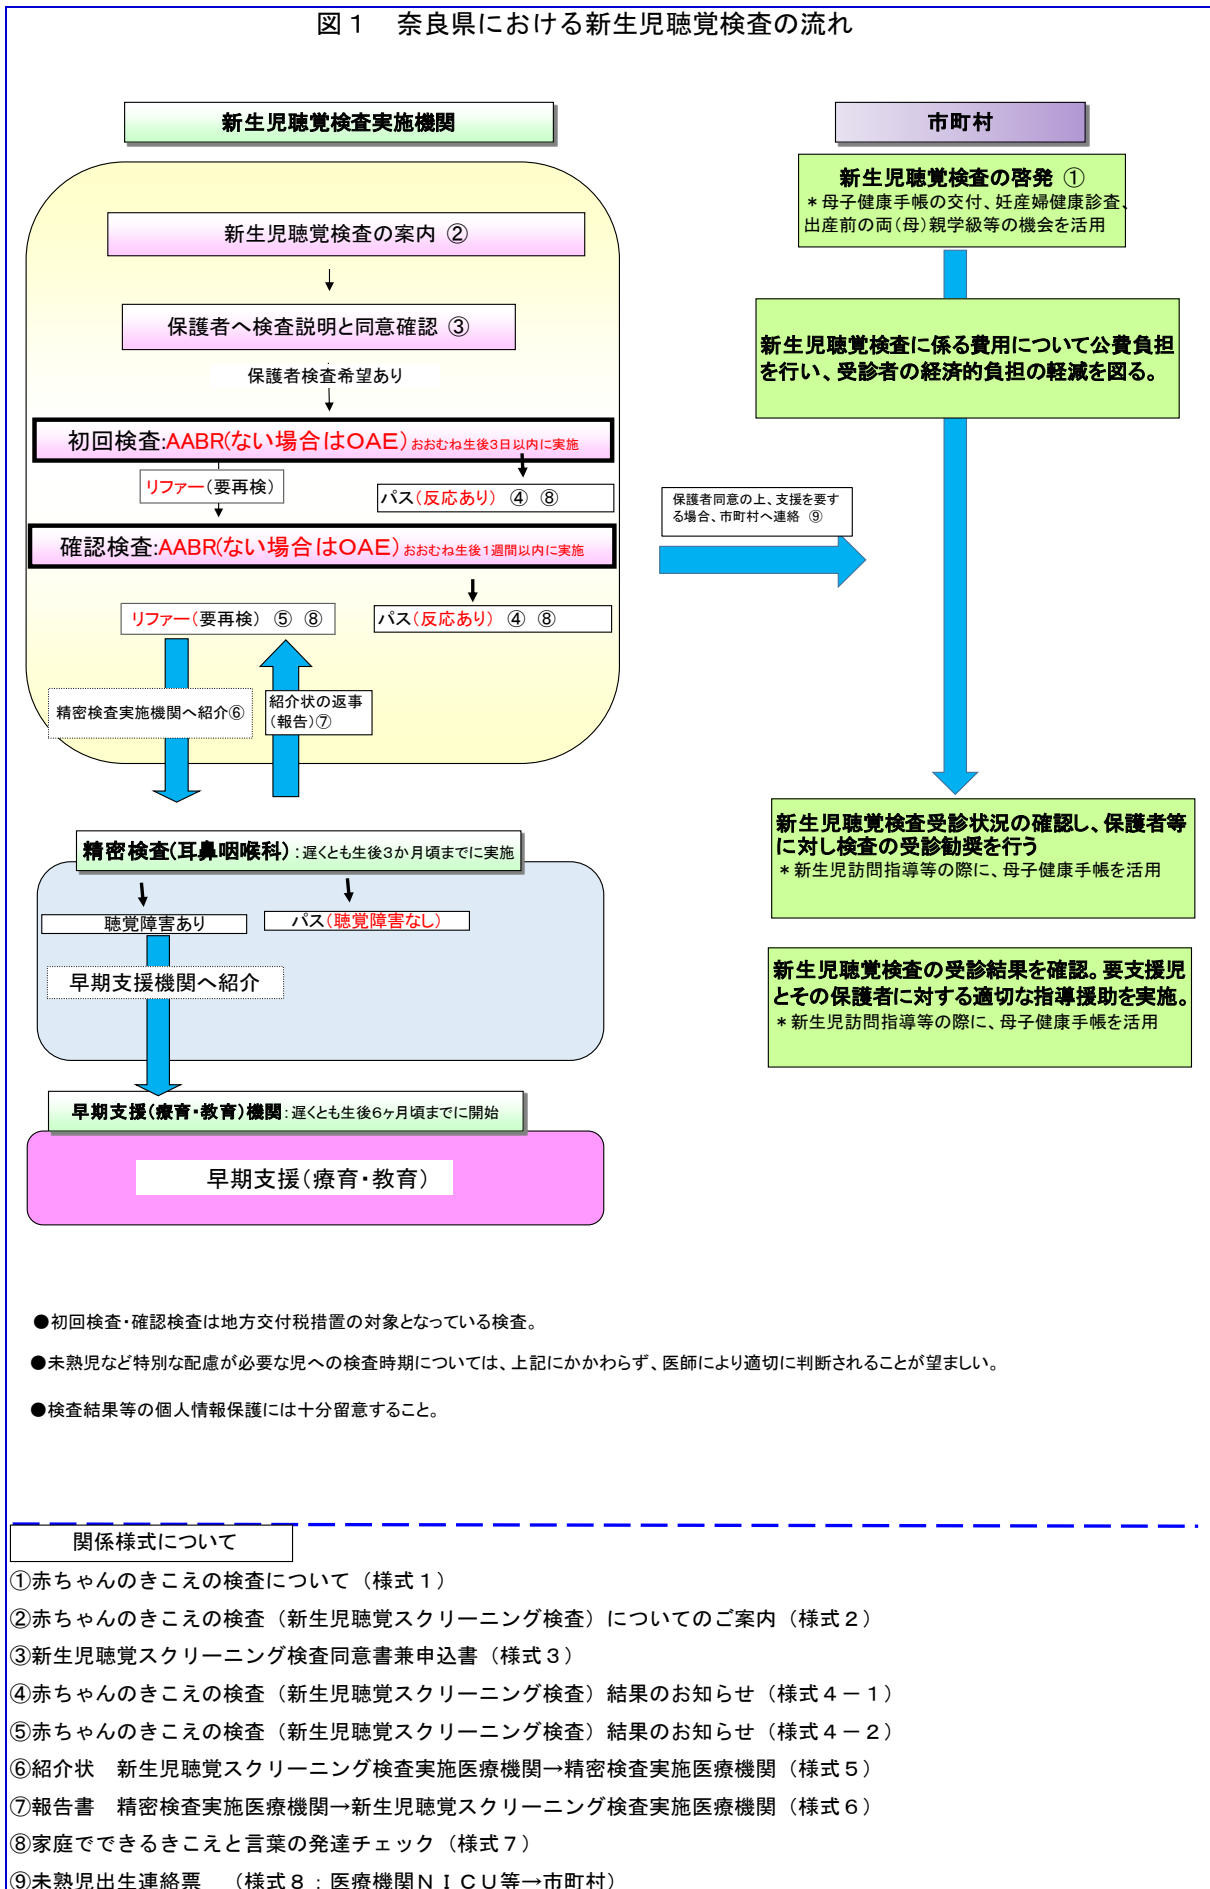 図１　奈良県における新生児聴覚検査の流れ
新生児聴覚検査実施機関
新生児聴覚検査の案内 ②
保護者へ検査説明と同意確認 ③
保護者検査希望あり
初回検査:AABR(ない場合はOAE) おおむね生後3日以内に実施
リファー(要再検)
パス(反応あり) ④ ⑧
確認検査:AABR(ない場合はOAE) おおむね生後1週間以内に実施
リファー(要再検) ⑤ ⑧
パス(反応あり) ④ ⑧
精密検査実施機関へ紹介⑥
紹介状の返事
(報告)⑦
精密検査(耳鼻咽喉科)：遅くとも生後3か月頃までに実施
聴覚障害あり
パス(聴覚障害なし)
早期支援機関へ紹介
早期支援(療育・教育)機関：遅くとも生後6ヶ月頃までに開始
早期支援(療育・教育)
保護者同意の上、支援を要す
る場合、市町村へ連絡 ⑨
市町村
新生児聴覚検査の啓発 ①
＊母子健康手帳の交付、妊産婦健康診査、
出産前の両(母)親学級等の機会を活用
新生児聴覚検査に係る費用について公費負担
を行い、受診者の経済的負担の軽減を図る。
新生児聴覚検査受診状況の確認し、保護者等
に対し検査の受診勧奨を行う
＊新生児訪問指導等の際に、母子健康手帳を活用
新生児聴覚検査の受診結果を確認。要支援児
とその保護者に対する適切な指導援助を実施。
＊新生児訪問指導等の際に、母子健康手帳を活用
●初回検査・確認検査は地方交付税措置の対象となっている検査。
●未熟児など特別な配慮が必要な児への検査時期については、上記にかかわらず、医師により適切に判断されることが望ましい。
●検査結果等の個人情報保護には十分留意すること。
関係様式について
①赤ちゃんのきこえの検査について（様式１）
②赤ちゃんのきこえの検査（新生児聴覚スクリーニング検査）についてのご案内（様式２）
③新生児聴覚スクリーニング検査同意書兼申込書（様式３）
④赤ちゃんのきこえの検査（新生児聴覚スクリーニング検査）結果のお知らせ（様式４－１）
⑤赤ちゃんのきこえの検査（新生児聴覚スクリーニング検査）結果のお知らせ（様式４－２）
⑥紹介状　新生児聴覚スクリーニング検査実施医療機関→精密検査実施医療機関（様式５）
⑦報告書　精密検査実施医療機関→新生児聴覚スクリーニング検査実施医療機関（様式６）
⑧家庭でできるきこえと言葉の発達チェック（様式７）
⑨未熟児出生連絡票　（様式８：医療機関ＮＩＣＵ等→市町村）